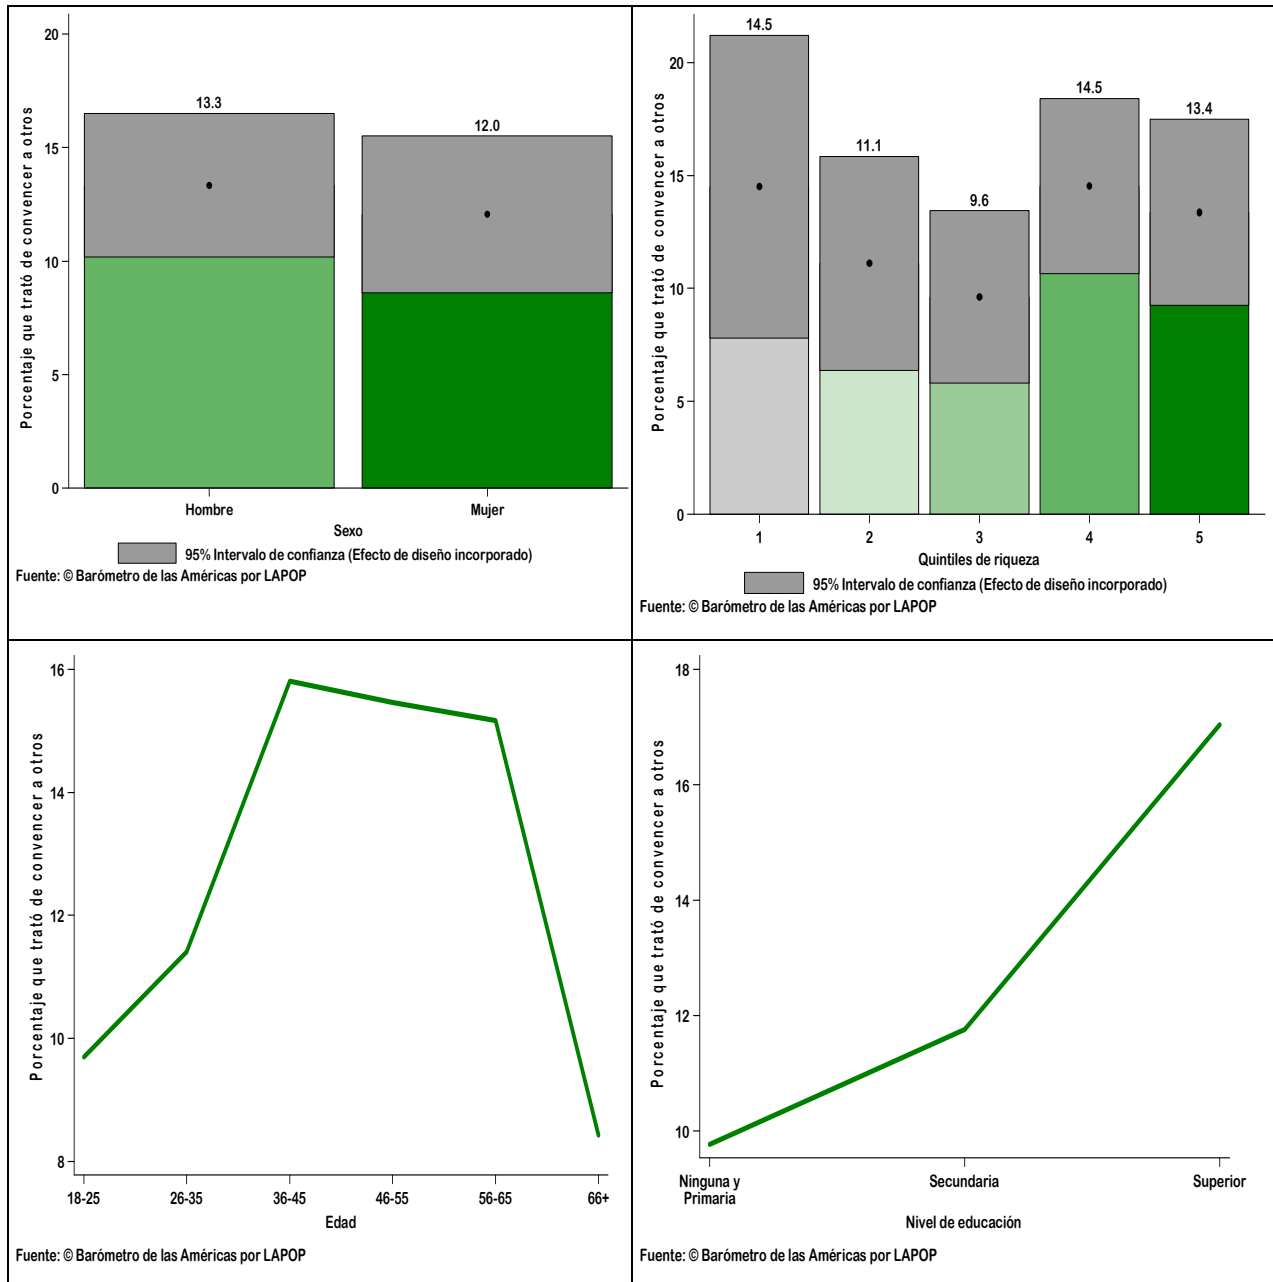 Porcentaje que trató de convencer a otros
20
15
10
5
0
13.3
12.0
Hombre
Mujer
Sexo
95% Intervalo de confianza (Efecto de diseño incorporado)
Fuente: © Barómetro de las Américas por LAPOP
Porcentaje que trató de convencer a otros
20
15
10
5
0
14.5
11.1
9.6
14.5
13.4
1
2
3
4
5
Quintiles de riqueza
95% Intervalo de confianza (Efecto de diseño incorporado)
Fuente: © Barómetro de las Américas por LAPOP
Porcentaje que trató de convencer a otros
16
14
12
10
8
18-25
26-35
36-45
46-55
56-65
66+
Edad
Fuente: © Barómetro de las Américas por LAPOP
Porcentaje que trató de convencer a otros
18
16
14
12
10
Ninguna y
Primaria
Secundaria
Superior
Nivel de educación
Fuente: © Barómetro de las Américas por LAPOP